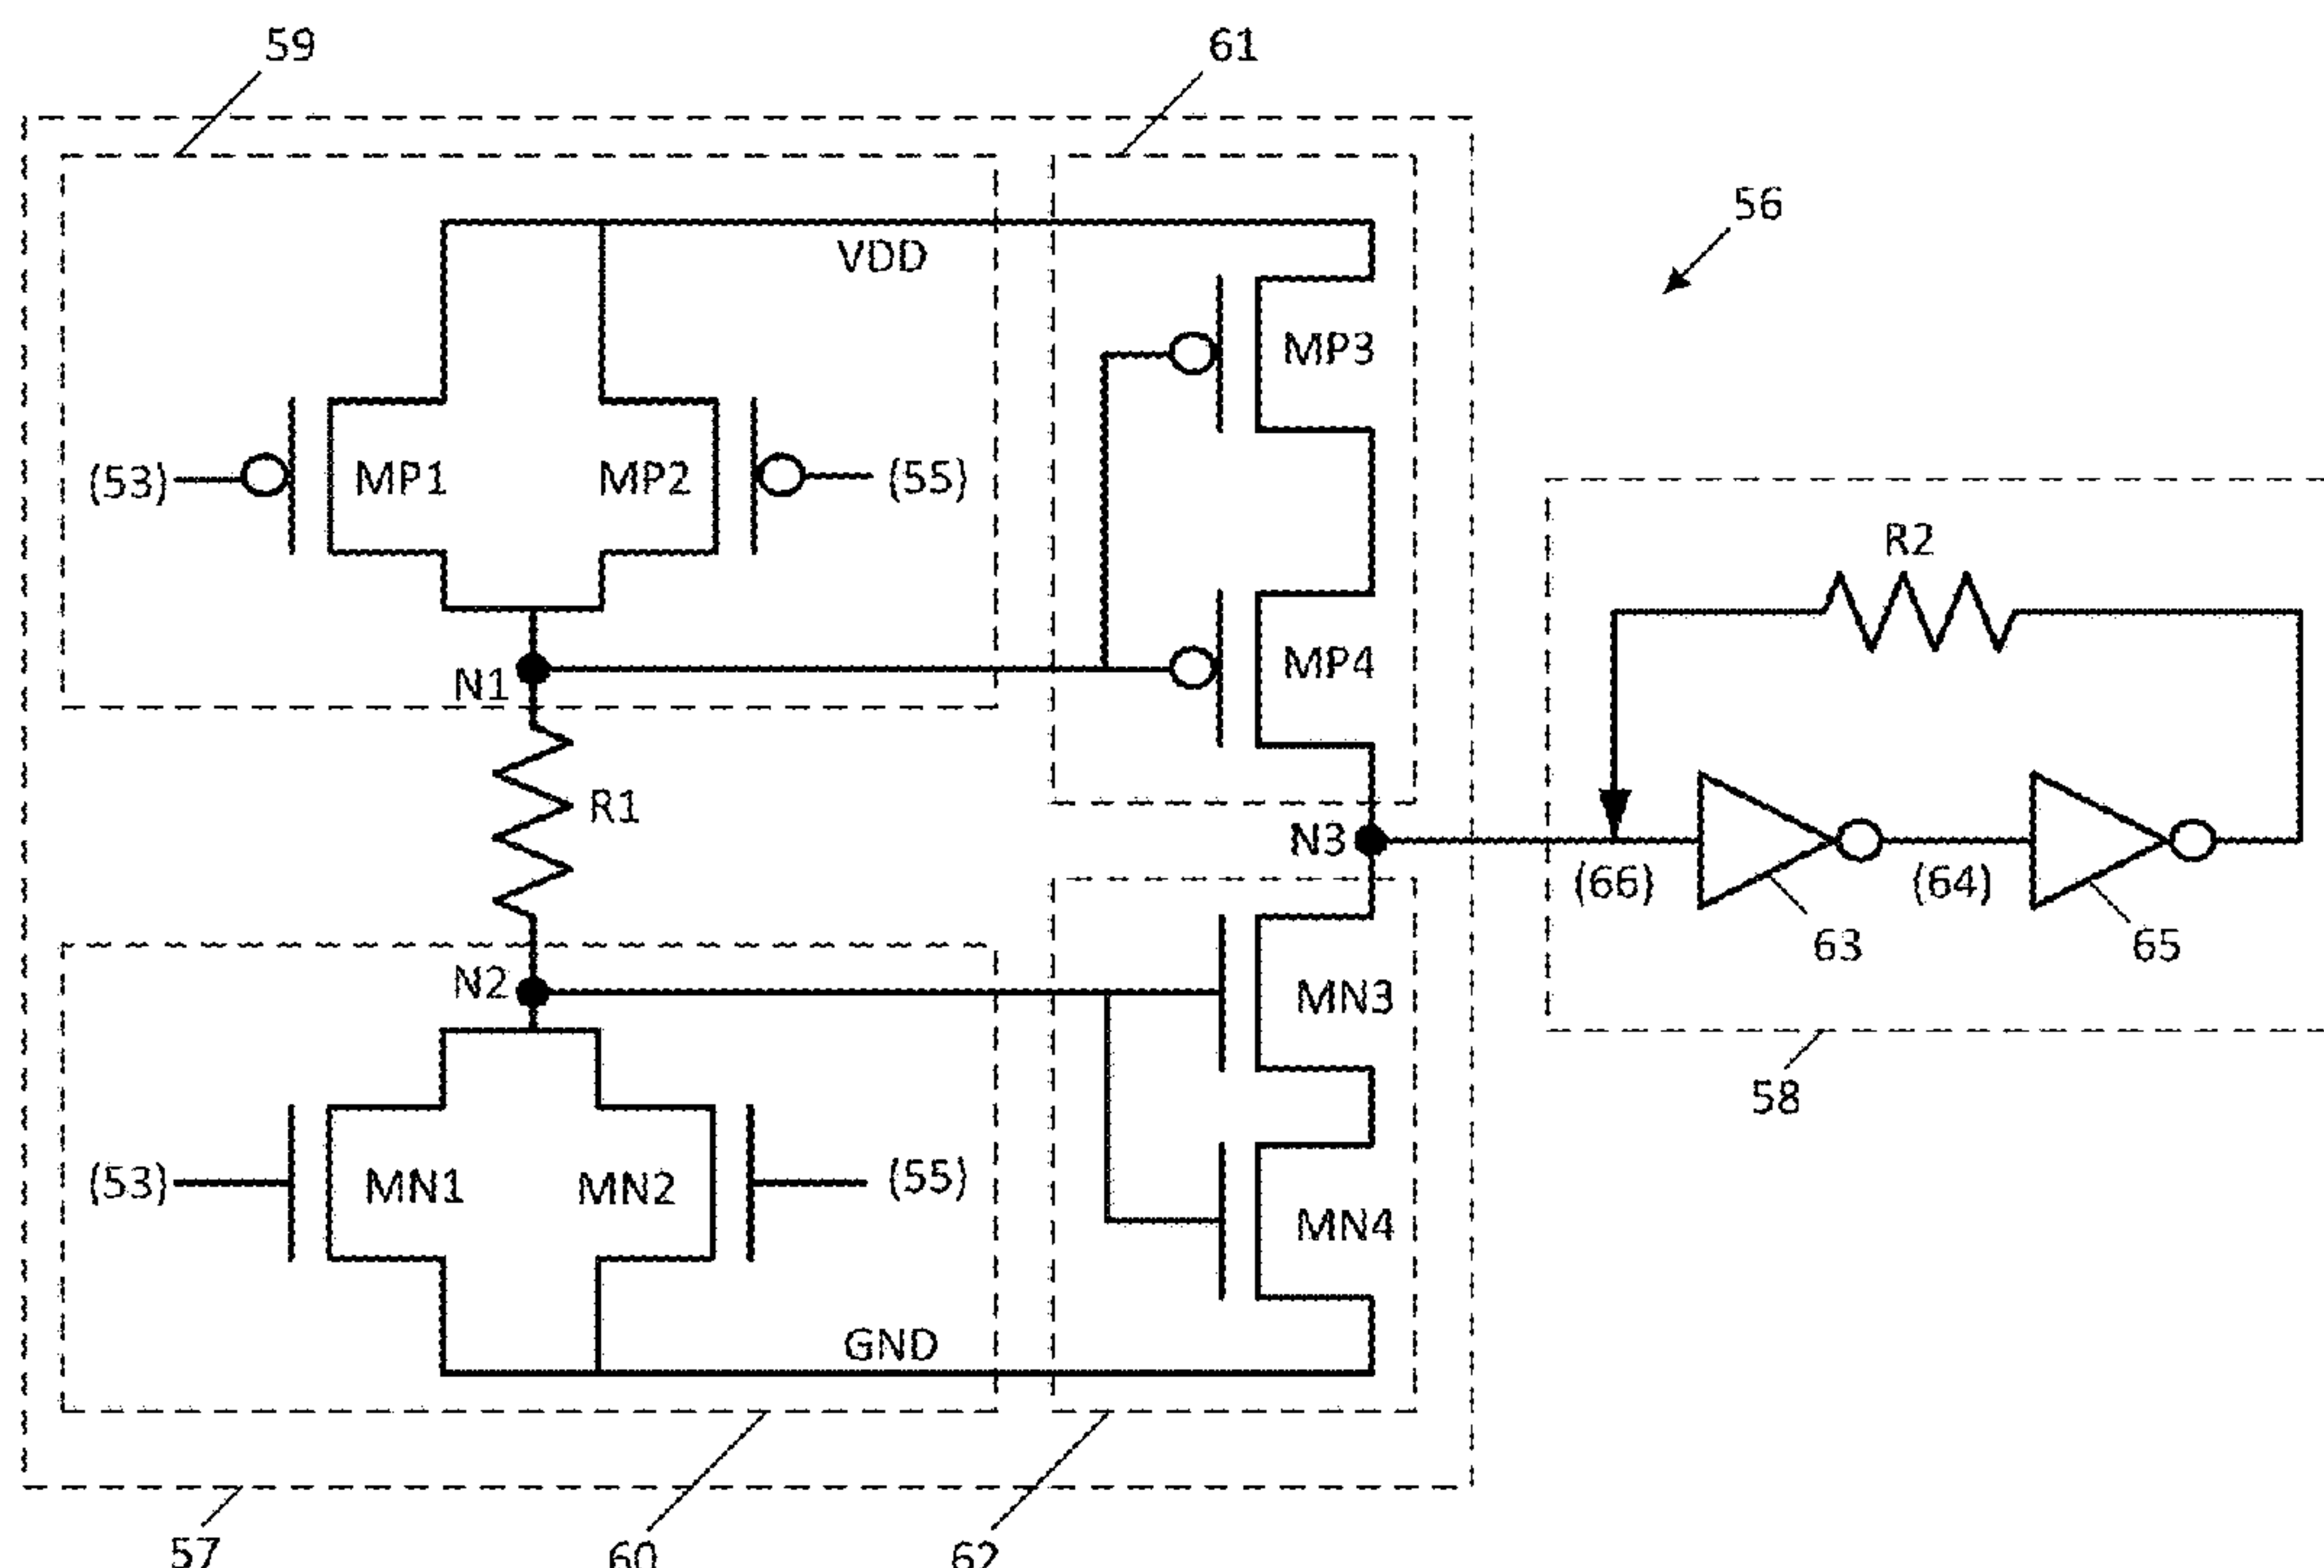 59
61
56
VDD
MP3
(53)
MP1
MP2
(55)
R2
MP4
N1
R1
N3
(66)
(64)
63
65
N2
MN3
58
(53)
MN1
MN2
(55)
MN4
GND
57
60
62